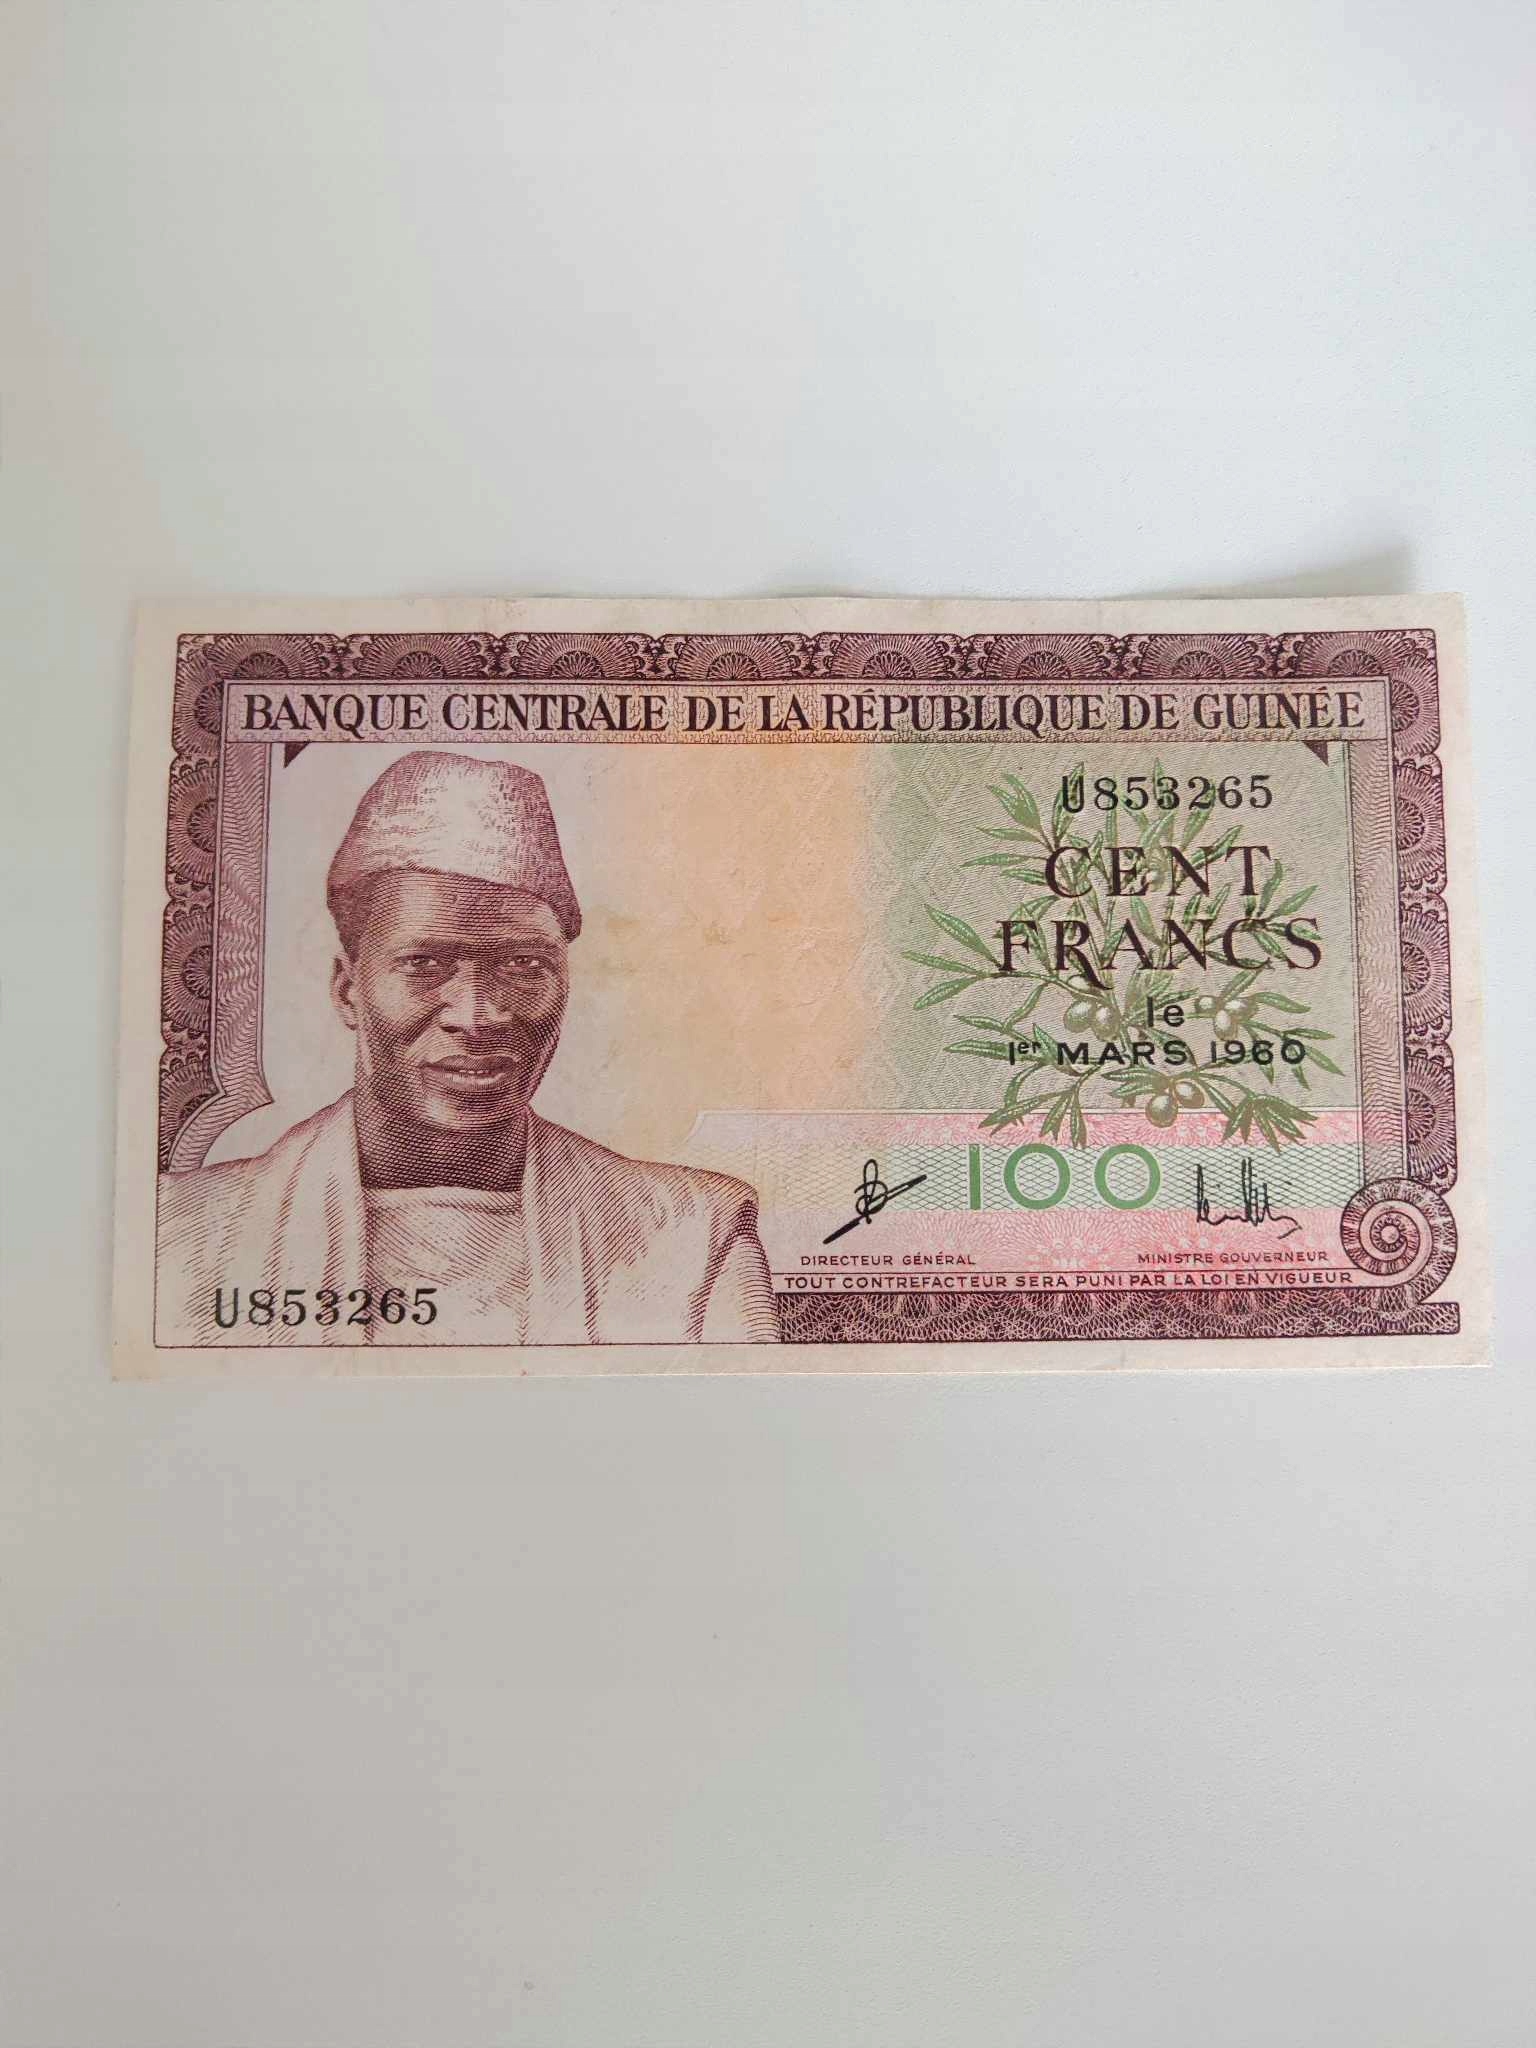 BANQUE CENTRALE DE LA RÉPUBLIQUE DE GUINÉE
U853265
CENT
FRANCS
le
1er MARS 1960
100
DIRECTEUR GÉNÉRAL
MINISTRE GOUVERNEUR
TOUT CONTREFACTEUR SERA PUNI PAR LA LOI EN VIGUEUR
U853265